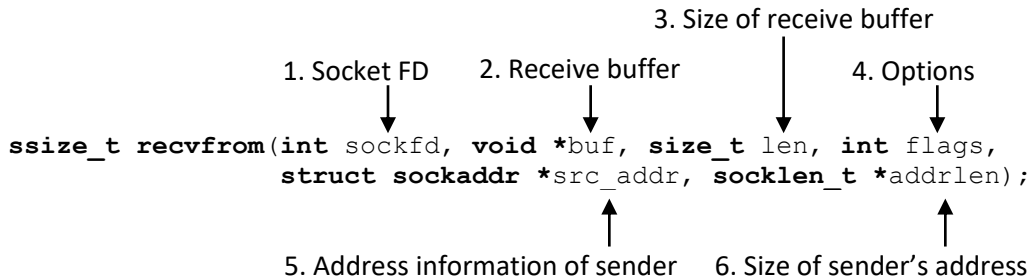 3. Size of receive buffer
1. Socket FD 2. Receive buffer 4. Options
ssize_t recvfrom(int sockfd, void *buf, size_t len, int flags,
struct sockaddr *src_addr, socklen_t *addrlen);
5. Address information of sender 6. Size of sender's address